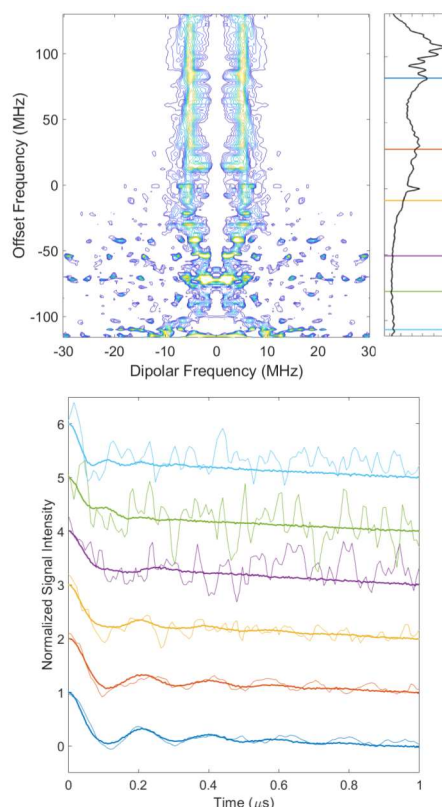 100
50
0
-50
-100
Offset Frequency (MHz)
-30 -20 -10 0 10 20 30
Dipolar Frequency (MHz)
6
5
4
3
2
1
0
Normalized Signal Intensity
0 0.2 0.4 0.6 0.8 1
Time (μs)